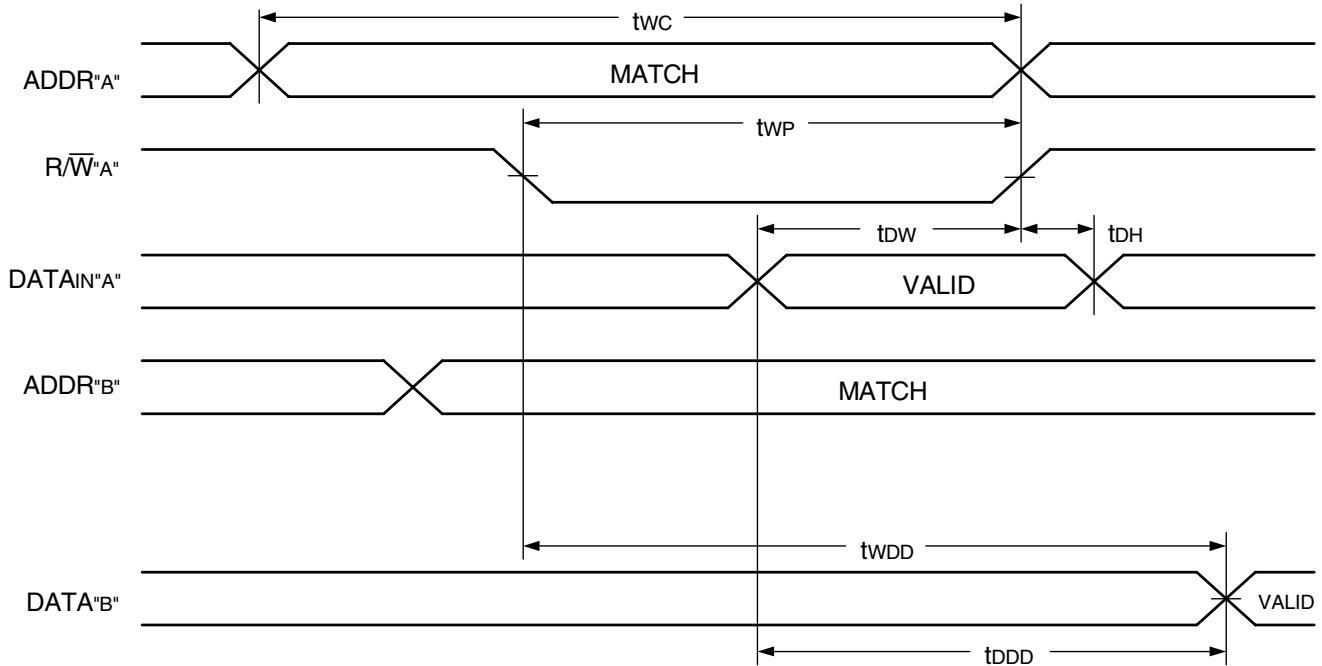 tWC
ADDR"A" MATCH
tWP
R/W̅"A"
tDW tDH
DATAIN"A" VALID
ADDR"B" MATCH
tWDD
DATA"B" VALID
tDDD